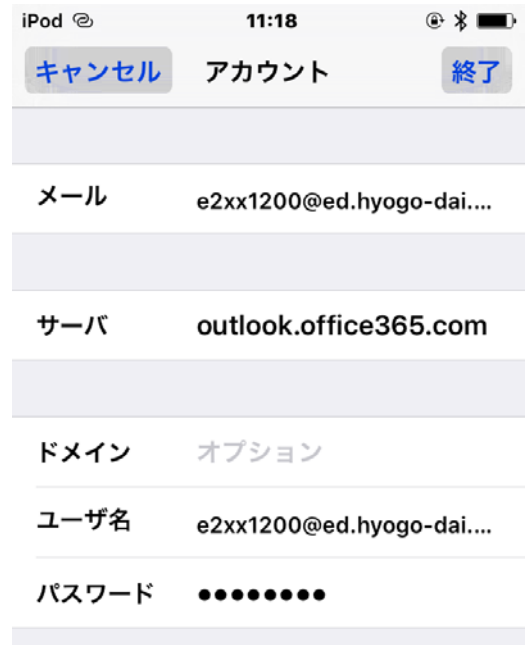 iPod 11:18
キャンセル アカウント 終了
メール e2xx1200@ed.hyogo-dai....
サーバ outlook.office365.com
ドメイン オプション
ユーザ名 e2xx1200@ed.hyogo-dai....
パスワード ●●●●●●●●